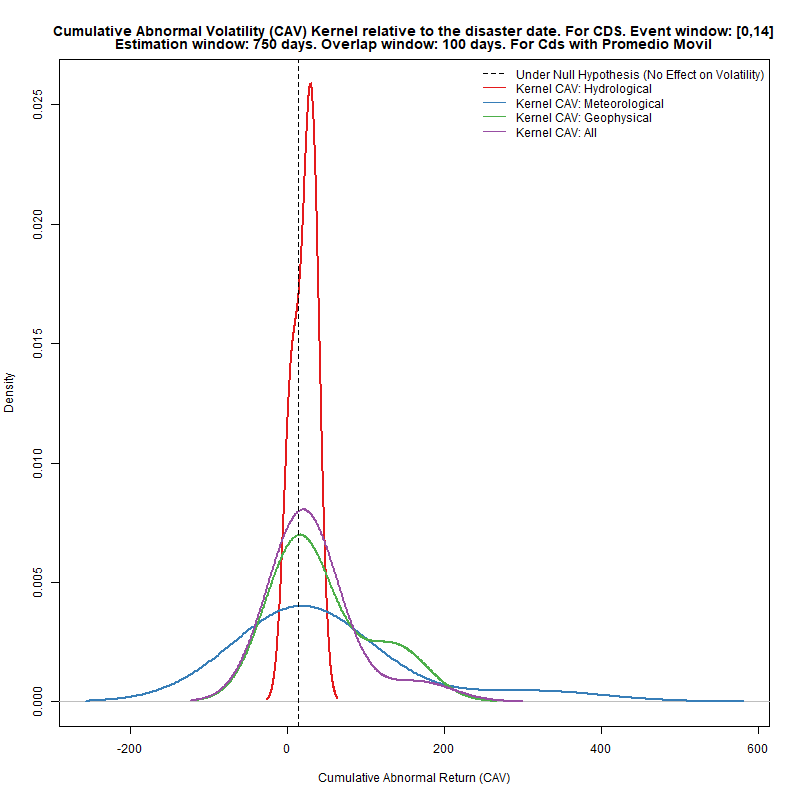 Cumulative Abnormal Volatility (CAV) Kernel relative to the disaster date. For CDS. Event window: [0,14]
Estimation window: 750 days. Overlap window: 100 days. For Cds with Promedio Movil
Under Null Hypothesis (No Effect on Volatility)
Kernel CAV: Hydrological
Kernel CAV: Meteorological
Kernel CAV: Geophysical
Kernel CAV: All
0.025
0.020
0.015
0.010
0.005
0.000
Density
-200 0 200 400 600
Cumulative Abnormal Return (CAV)